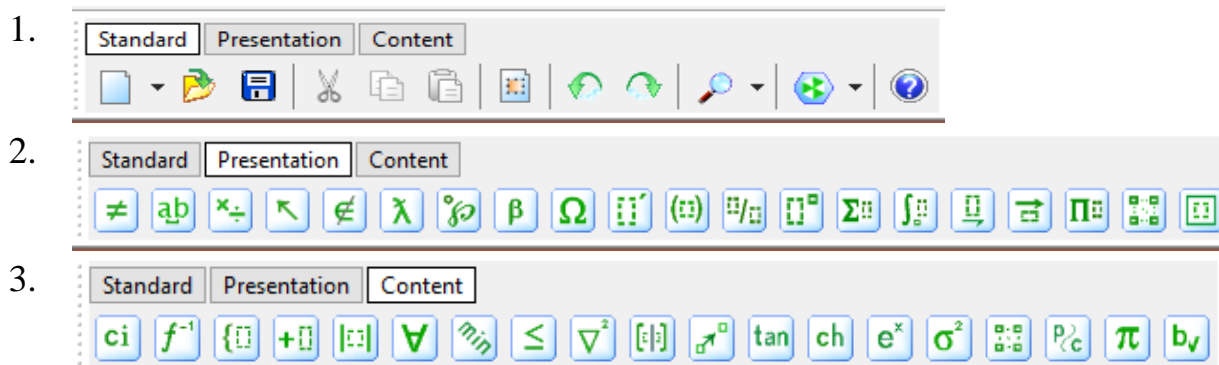 1. Standard Presentation Content
2. Standard Presentation Content
≠ ab × ÷ ∉ λ ℘ β Ω Σ ∫ Π
3. Standard Presentation Content
ci f⁻¹ { + | | ∀ min ≤ ∇² [ | ] tan ch eˣ σ² P C π bv